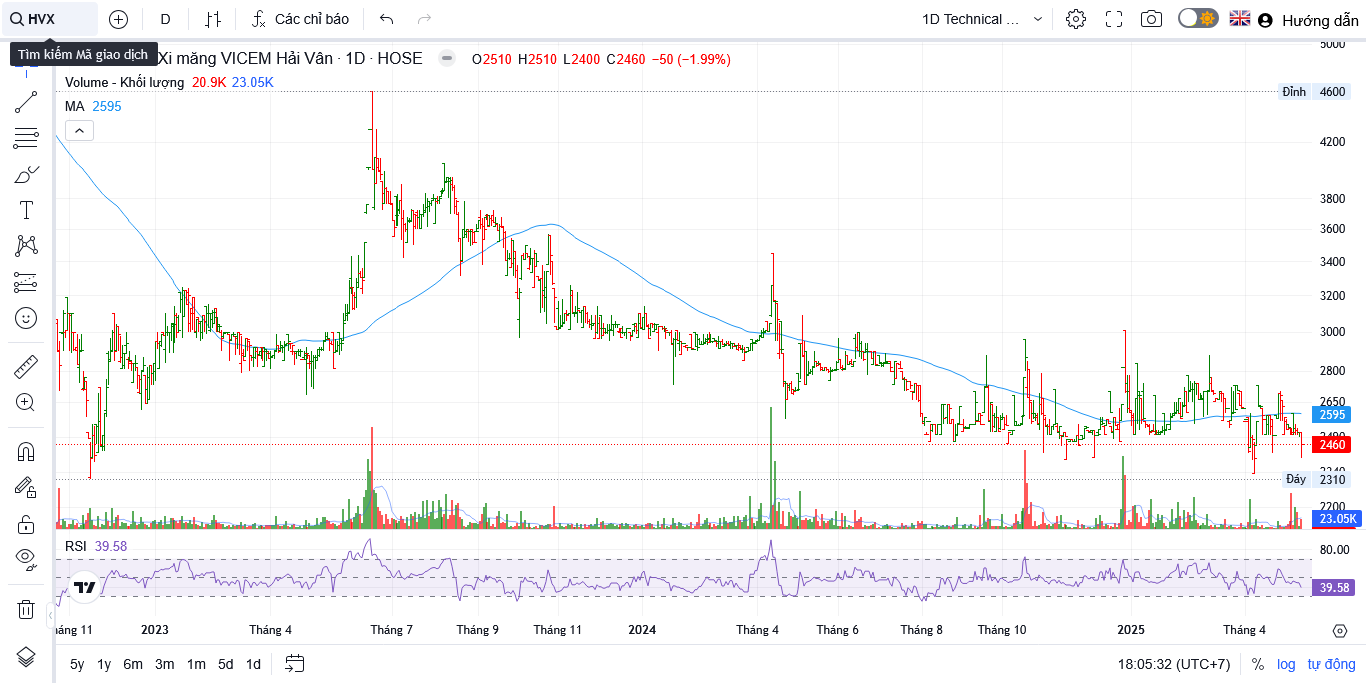 HVX
D
Các chỉ báo
1D Technical ...
Hướng dẫn
Tìm kiếm Mã giao dịch
Xi măng VICEM Hải Vân · 1D · HOSE
O2510 H2510 L2400 C2460 −50 (−1.99%)
Volume - Khối lượng 20.9K 23.05K
MA 2595
5000
Đỉnh 4600
4200
3800
3600
3400
3200
3000
2800
2650
2595
2400
2460
2340
Đáy 2310
2200
23.05K
RSI 39.58
80.00
39.58
háng 11 2023 Tháng 4 Tháng 7 Tháng 9 Tháng 11 2024 Tháng 4 Tháng 6 Tháng 8 Tháng 10 2025 Tháng 4
5y 1y 6m 3m 1m 5d 1d
18:05:32 (UTC+7) % log tự động